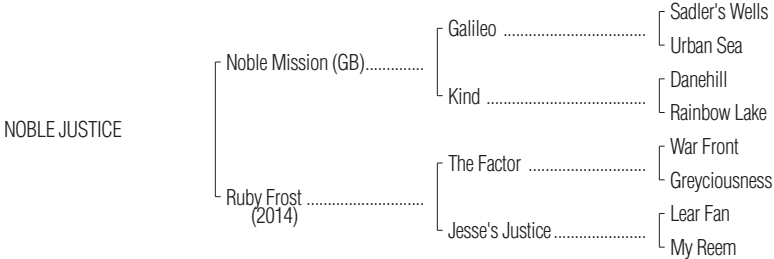 Sadler's Wells
Galileo ..................................
Urban Sea
Noble Mission (GB)..............
Danehill
Kind ......................................
Rainbow Lake
NOBLE JUSTICE
War Front
The Factor ............................
Greyciousness
Ruby Frost ............................
(2014)
Lear Fan
Jesse's Justice......................
My Reem